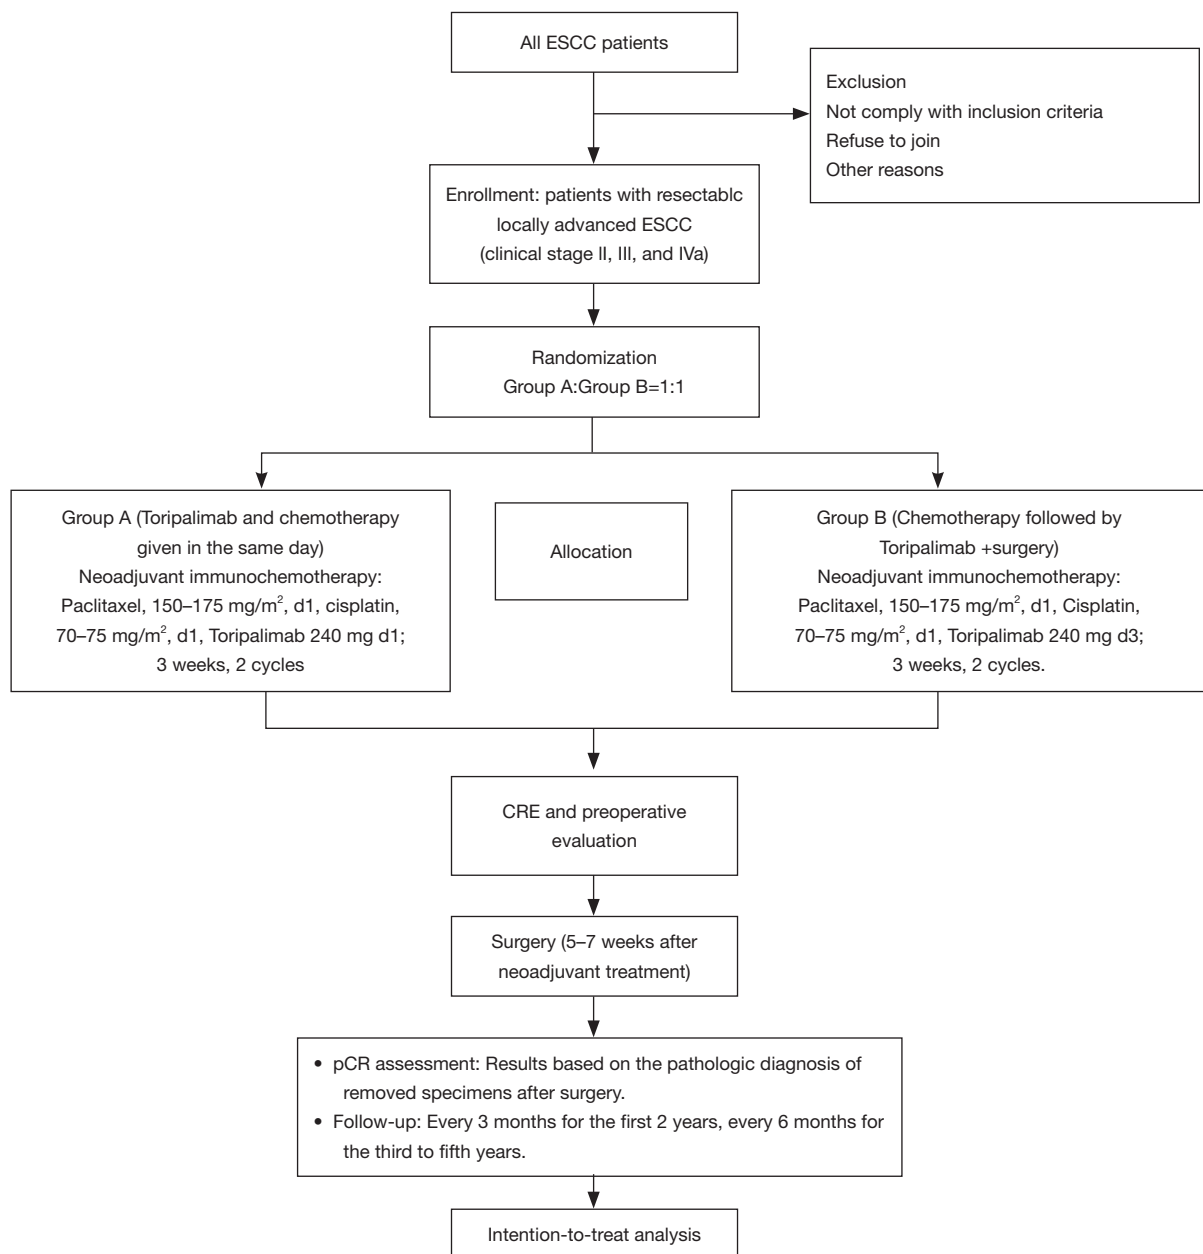 All ESCC patients
Exclusion
Not comply with inclusion criteria
Refuse to join
Other reasons
Enrollment: patients with resectablc
locally advanced ESCC
(clinical stage II, III, and IVa)
Randomization
Group A:Group B=1:1
Group A (Toripalimab and chemotherapy
given in the same day)
Neoadjuvant immunochemotherapy:
Paclitaxel, 150–175 mg/m², d1, cisplatin,
70–75 mg/m², d1, Toripalimab 240 mg d1;
3 weeks, 2 cycles
Allocation
Group B (Chemotherapy followed by
Toripalimab +surgery)
Neoadjuvant immunochemotherapy:
Paclitaxel, 150–175 mg/m², d1, Cisplatin,
70–75 mg/m², d1, Toripalimab 240 mg d3;
3 weeks, 2 cycles.
CRE and preoperative
evaluation
Surgery (5–7 weeks after
neoadjuvant treatment)
• pCR assessment: Results based on the pathologic diagnosis of
removed specimens after surgery.
• Follow-up: Every 3 months for the first 2 years, every 6 months for
the third to fifth years.
Intention-to-treat analysis